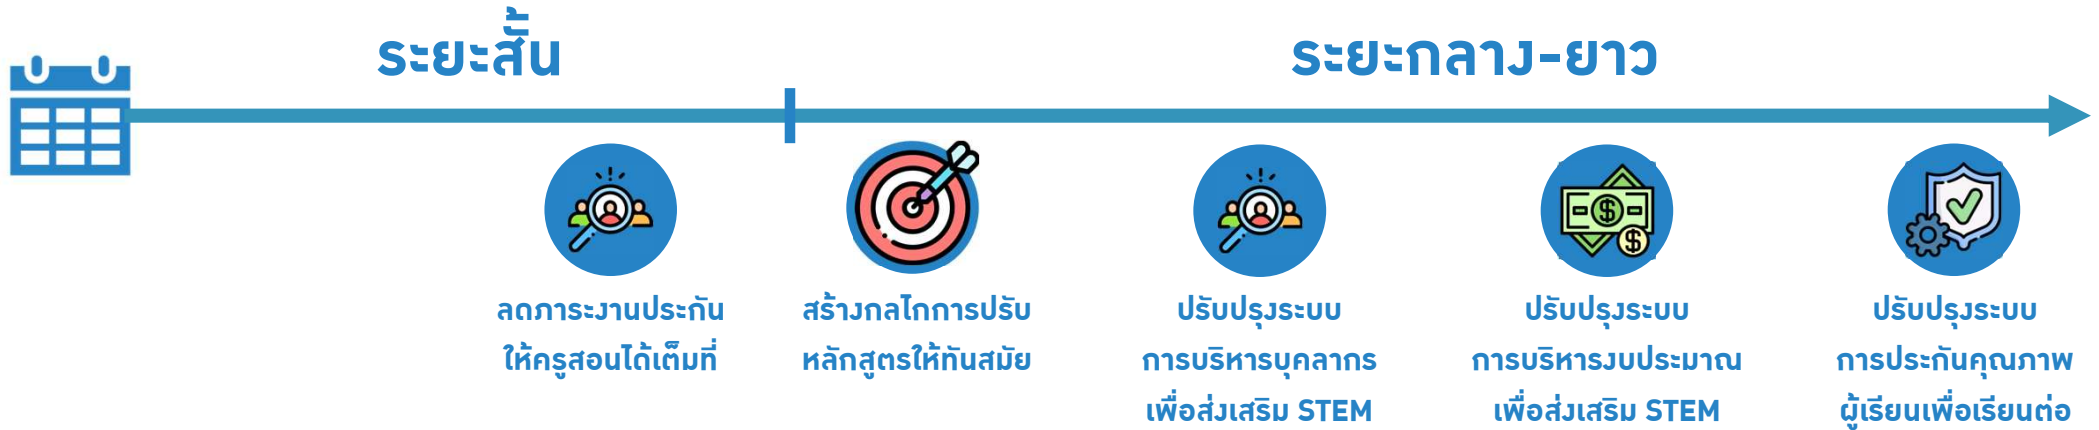 ระยะสั้น
ระยะกลาง-ยาว
ลดภาระงานประกัน
ให้ครูสอนได้เต็มที่
สร้างกลไกการปรับ
หลักสูตรให้ทันสมัย
ปรับปรุงระบบ
การบริหารบุคลากร
เพื่อส่งเสริม STEM
ปรับปรุงระบบ
การบริหารงบประมาณ
เพื่อส่งเสริม STEM
ปรับปรุงระบบ
การประกันคุณภาพ
ผู้เรียนเพื่อเรียนต่อ